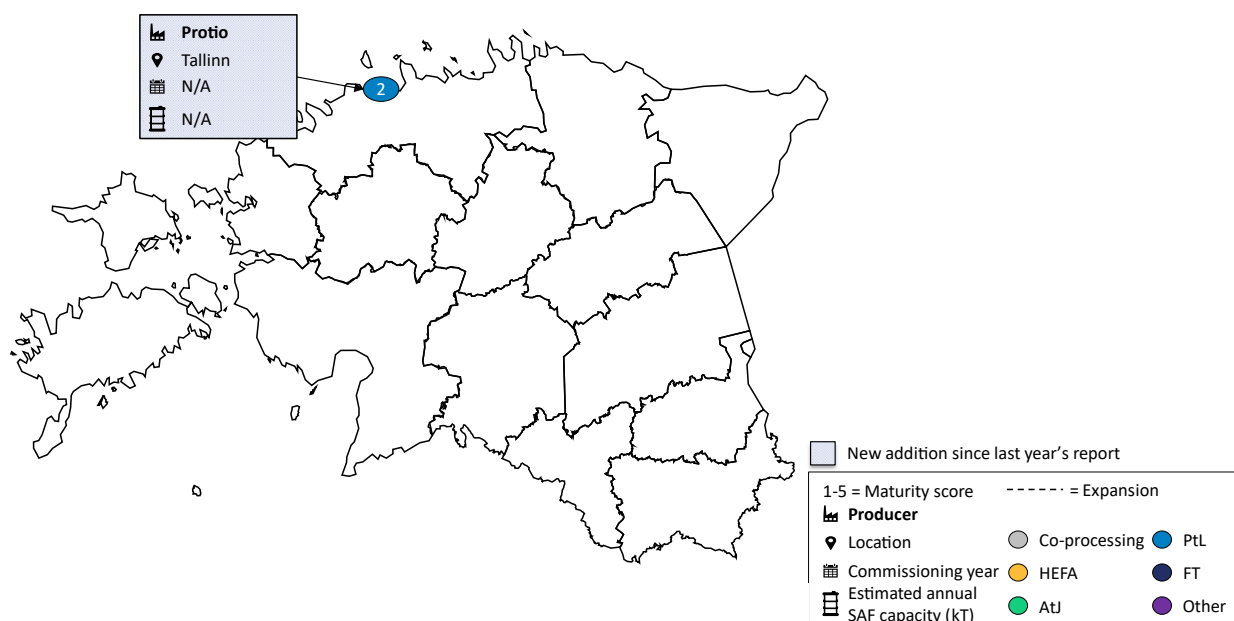 Protio
Tallinn
N/A
N/A
2
New addition since last year's report
1-5 = Maturity score
= Expansion
Producer
Location
Commissioning year
Estimated annual
SAF capacity (kT)
Co-processing
PtL
HEFA
FT
AtJ
Other